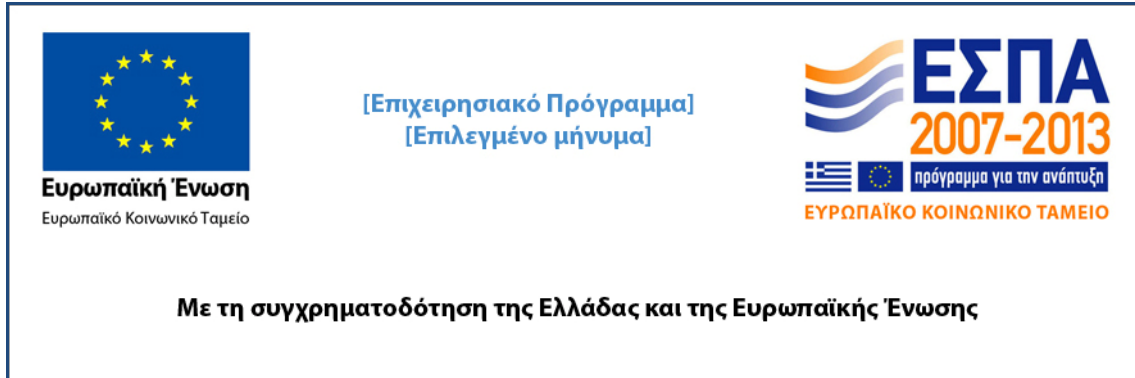 Ευρωπαϊκή Ένωση
Ευρωπαϊκό Κοινωνικό Ταμείο
[Επιχειρησιακό Πρόγραμμα]
[Επιλεγμένο μήνυμα]
ΕΣΠΑ
2007-2013
πρόγραμμα για την ανάπτυξη
ΕΥΡΩΠΑΪΚΟ ΚΟΙΝΩΝΙΚΟ ΤΑΜΕΙΟ
Με τη συγχρηματοδότηση της Ελλάδας και της Ευρωπαϊκής Ένωσης